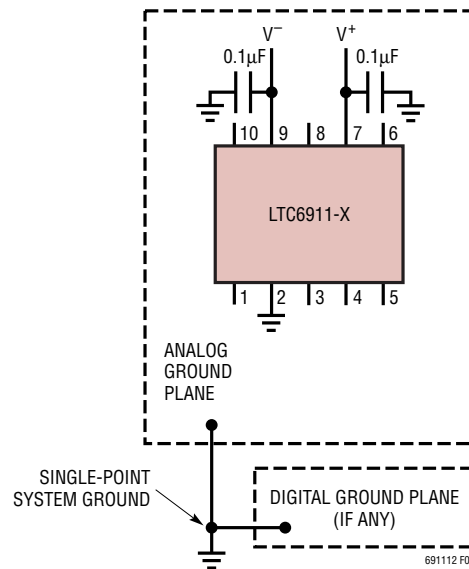 V– V+
0.1µF 0.1µF
10 9 8 7 6
LTC6911-X
1 2 3 4 5
ANALOG
GROUND
PLANE
SINGLE-POINT
SYSTEM GROUND
DIGITAL GROUND PLANE
(IF ANY)
691112